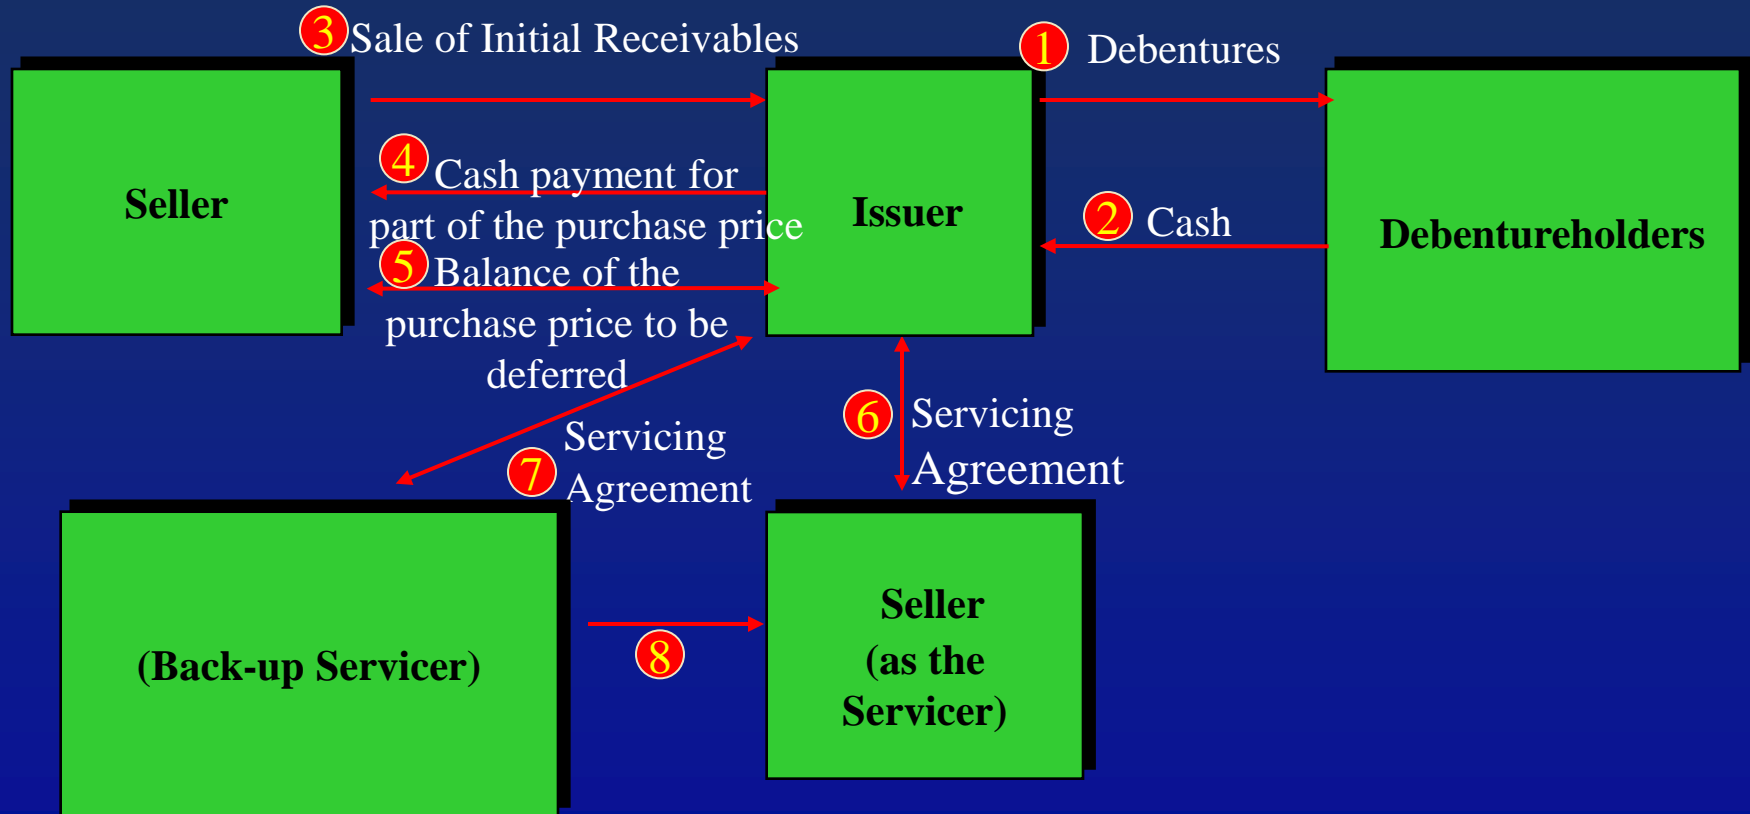 3 Sale of Initial Receivables
1 Debentures
4 Cash payment for
part of the purchase price
Seller
Issuer
2 Cash
Debentureholders
5 Balance of the
purchase price to be
deferred
6 Servicing
Agreement
7 Servicing
Agreement
(Back-up Servicer)
8
Seller
(as the
Servicer)